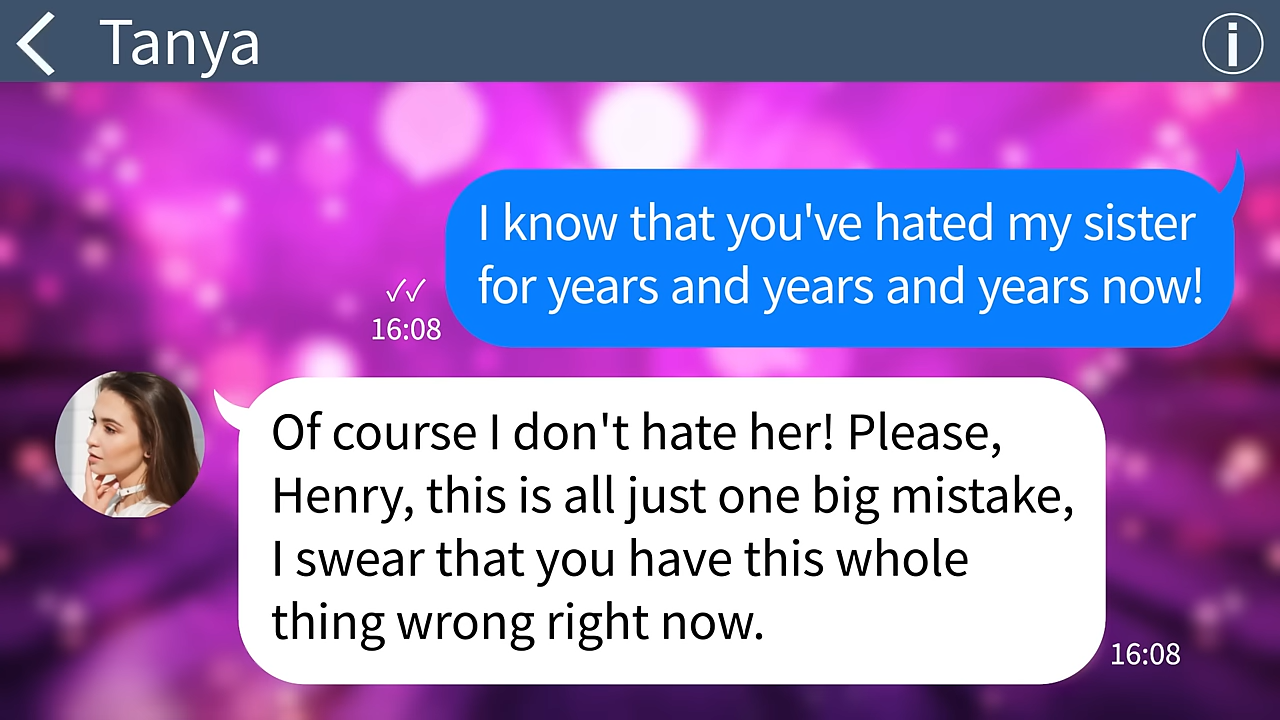 Tanya
I know that you've hated my sister
for years and years and years now!
✓✓
16:08
Of course I don't hate her! Please,
Henry, this is all just one big mistake,
I swear that you have this whole
thing wrong right now.
16:08